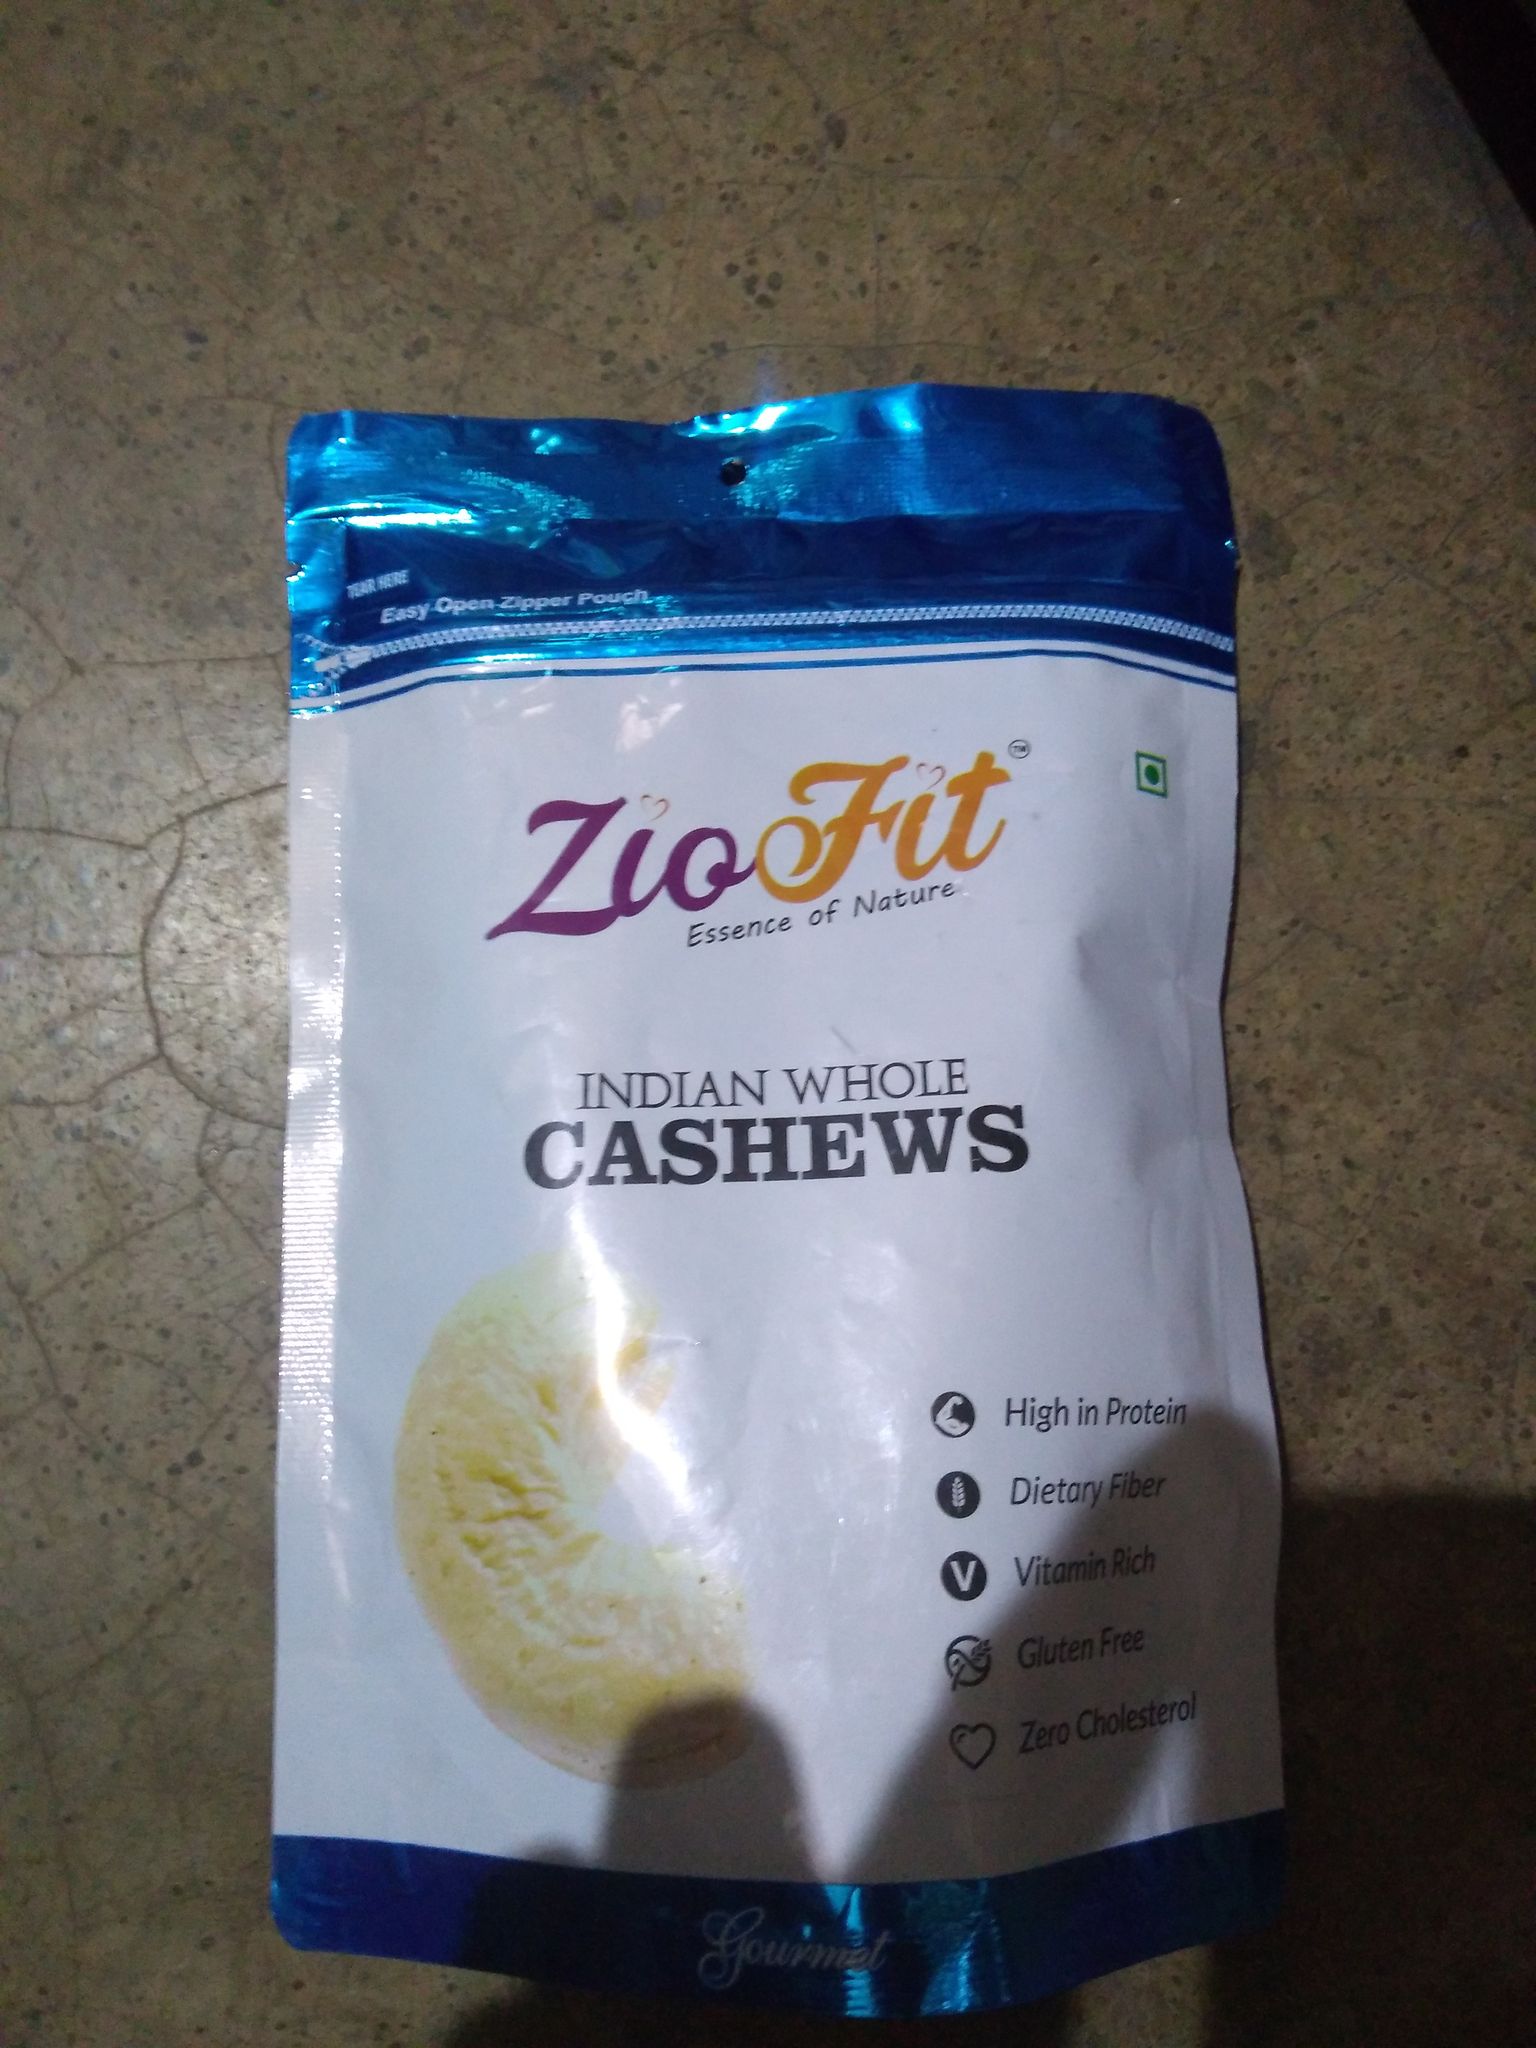 TEAR HERE
Easy Open Zipper Pouch
ZioFit™
Essence of Nature
INDIAN WHOLE
CASHEWS
High in Protein
Dietary Fiber
V Vitamin Rich
Gluten Free
Zero Cholesterol
Gourmet